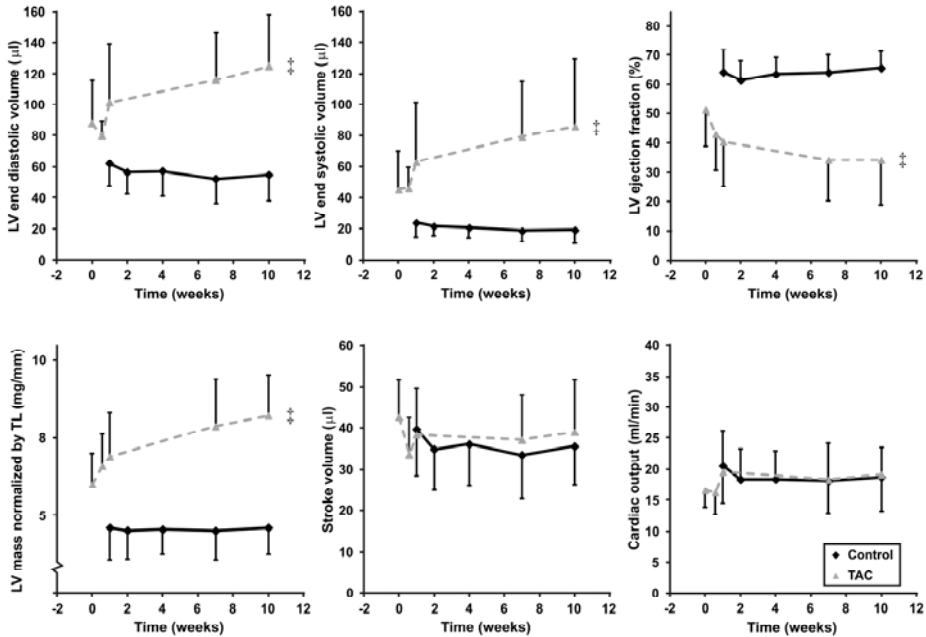 LV end diastolic volume (µl)
160
140
120
100
80
60
40
20
0
-2 0 2 4 6 8 10 12
Time (weeks)
‡
LV end systolic volume (µl)
160
140
120
100
80
60
40
20
0
-2 0 2 4 6 8 10 12
Time (weeks)
‡
LV ejection fraction [%)
80
70
60
50
40
30
20
10
0
-2 0 2 4 6 8 10 12
Time (weeks)
‡
LV mass normalized by TL (mg/mm)
10
8
5
-2 0 2 4 6 8 10 12
Time (weeks)
‡
Stroke volume (µl)
60
50
40
30
20
10
0
-2 0 2 4 6 8 10 12
Time (weeks)
Cardiac output (ml/min)
40
35
30
25
20
15
10
5
0
-2 0 2 4 6 8 10 12
Time (weeks)
Control
TAC